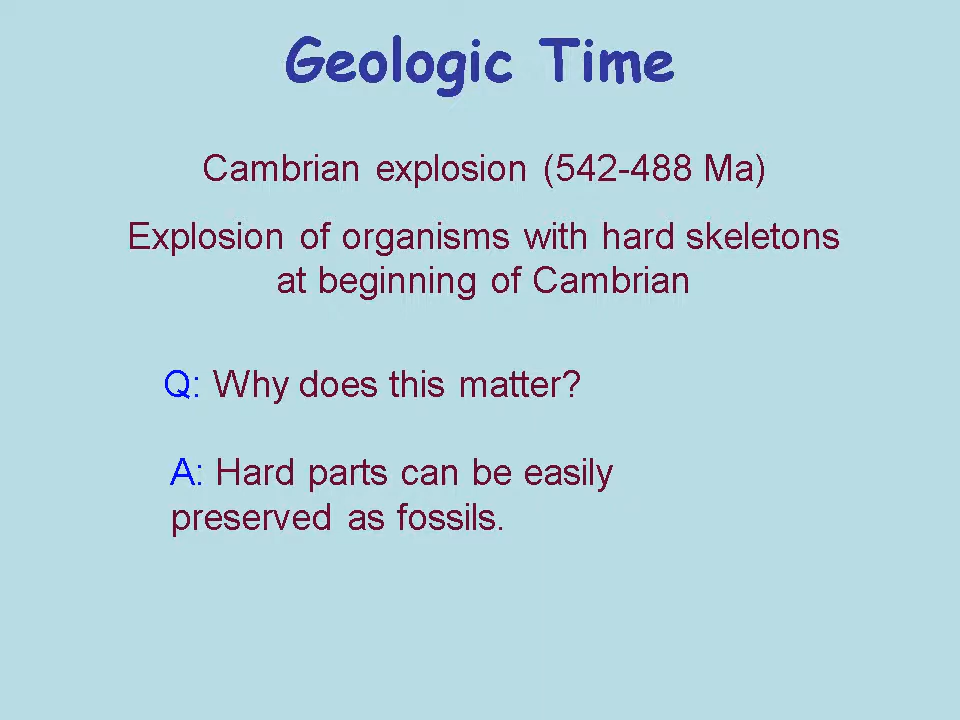 Geologic Time
Cambrian explosion (542-488 Ma)
Explosion of organisms with hard skeletons
at beginning of Cambrian
Q: Why does this matter?
A: Hard parts can be easily
preserved as fossils.